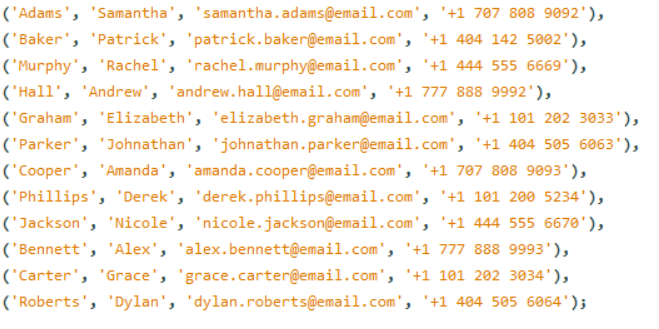 ('Adams', 'Samantha', 'samantha.adams@email.com', '+1 707 808 9092'),
('Baker', 'Patrick', 'patrick.baker@email.com', '+1 404 142 5002'),
('Murphy', 'Rachel', 'rachel.murphy@email.com', '+1 444 555 6669'),
('Hall', 'Andrew', 'andrew.hall@email.com', '+1 777 888 9992'),
('Graham', 'Elizabeth', 'elizabeth.graham@email.com', '+1 101 202 3033'),
('Parker', 'Johnathan', 'johnathan.parker@email.com', '+1 404 505 6063'),
('Cooper', 'Amanda', 'amanda.cooper@email.com', '+1 707 808 9093'),
('Phillips', 'Derek', 'derek.phillips@email.com', '+1 101 200 5234'),
('Jackson', 'Nicole', 'nicole.jackson@email.com', '+1 444 555 6670'),
('Bennett', 'Alex', 'alex.bennett@email.com', '+1 777 888 9993'),
('Carter', 'Grace', 'grace.carter@email.com', '+1 101 202 3034'),
('Roberts', 'Dylan', 'dylan.roberts@email.com', '+1 404 505 6064');